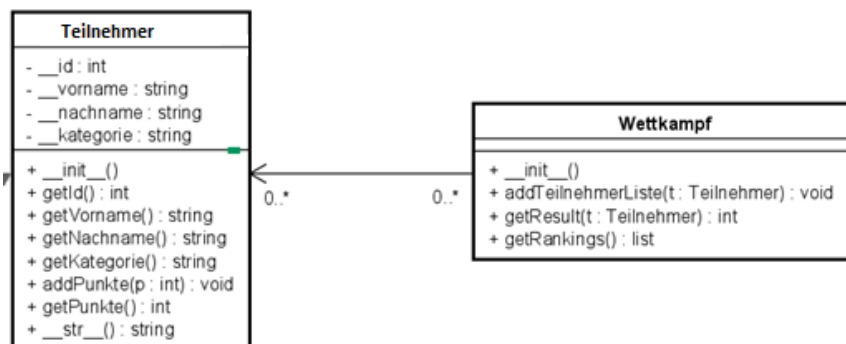 Teilnehmer
- __id : int
- __vorname : string
- __nachname : string
- __kategorie : string
+ __init__()
+ getId() : int
+ getVorname() : string
+ getNachname() : string
+ getKategorie() : string
+ addPunkte(p : int) : void
+ getPunkte() : int
+ __str__() : string
0..*
0..*
Wettkampf
+ __init__()
+ addTeilnehmerListe(t : Teilnehmer) : void
+ getResult(t : Teilnehmer) : int
+ getRankings() : list